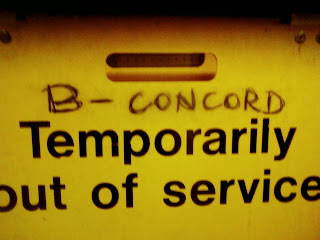 B - CONCORD
Temporarily
out of service